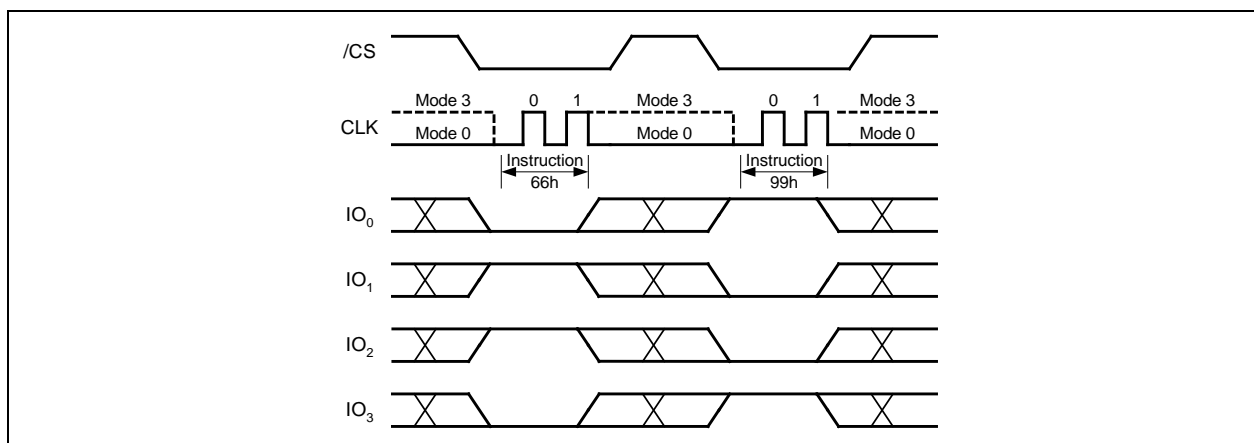 /CS
Mode 3 0 1 Mode 3 0 1 Mode 3
CLK
Mode 0 Mode 0 Mode 0
Instruction Instruction
66h 99h
IO0
IO1
IO2
IO3